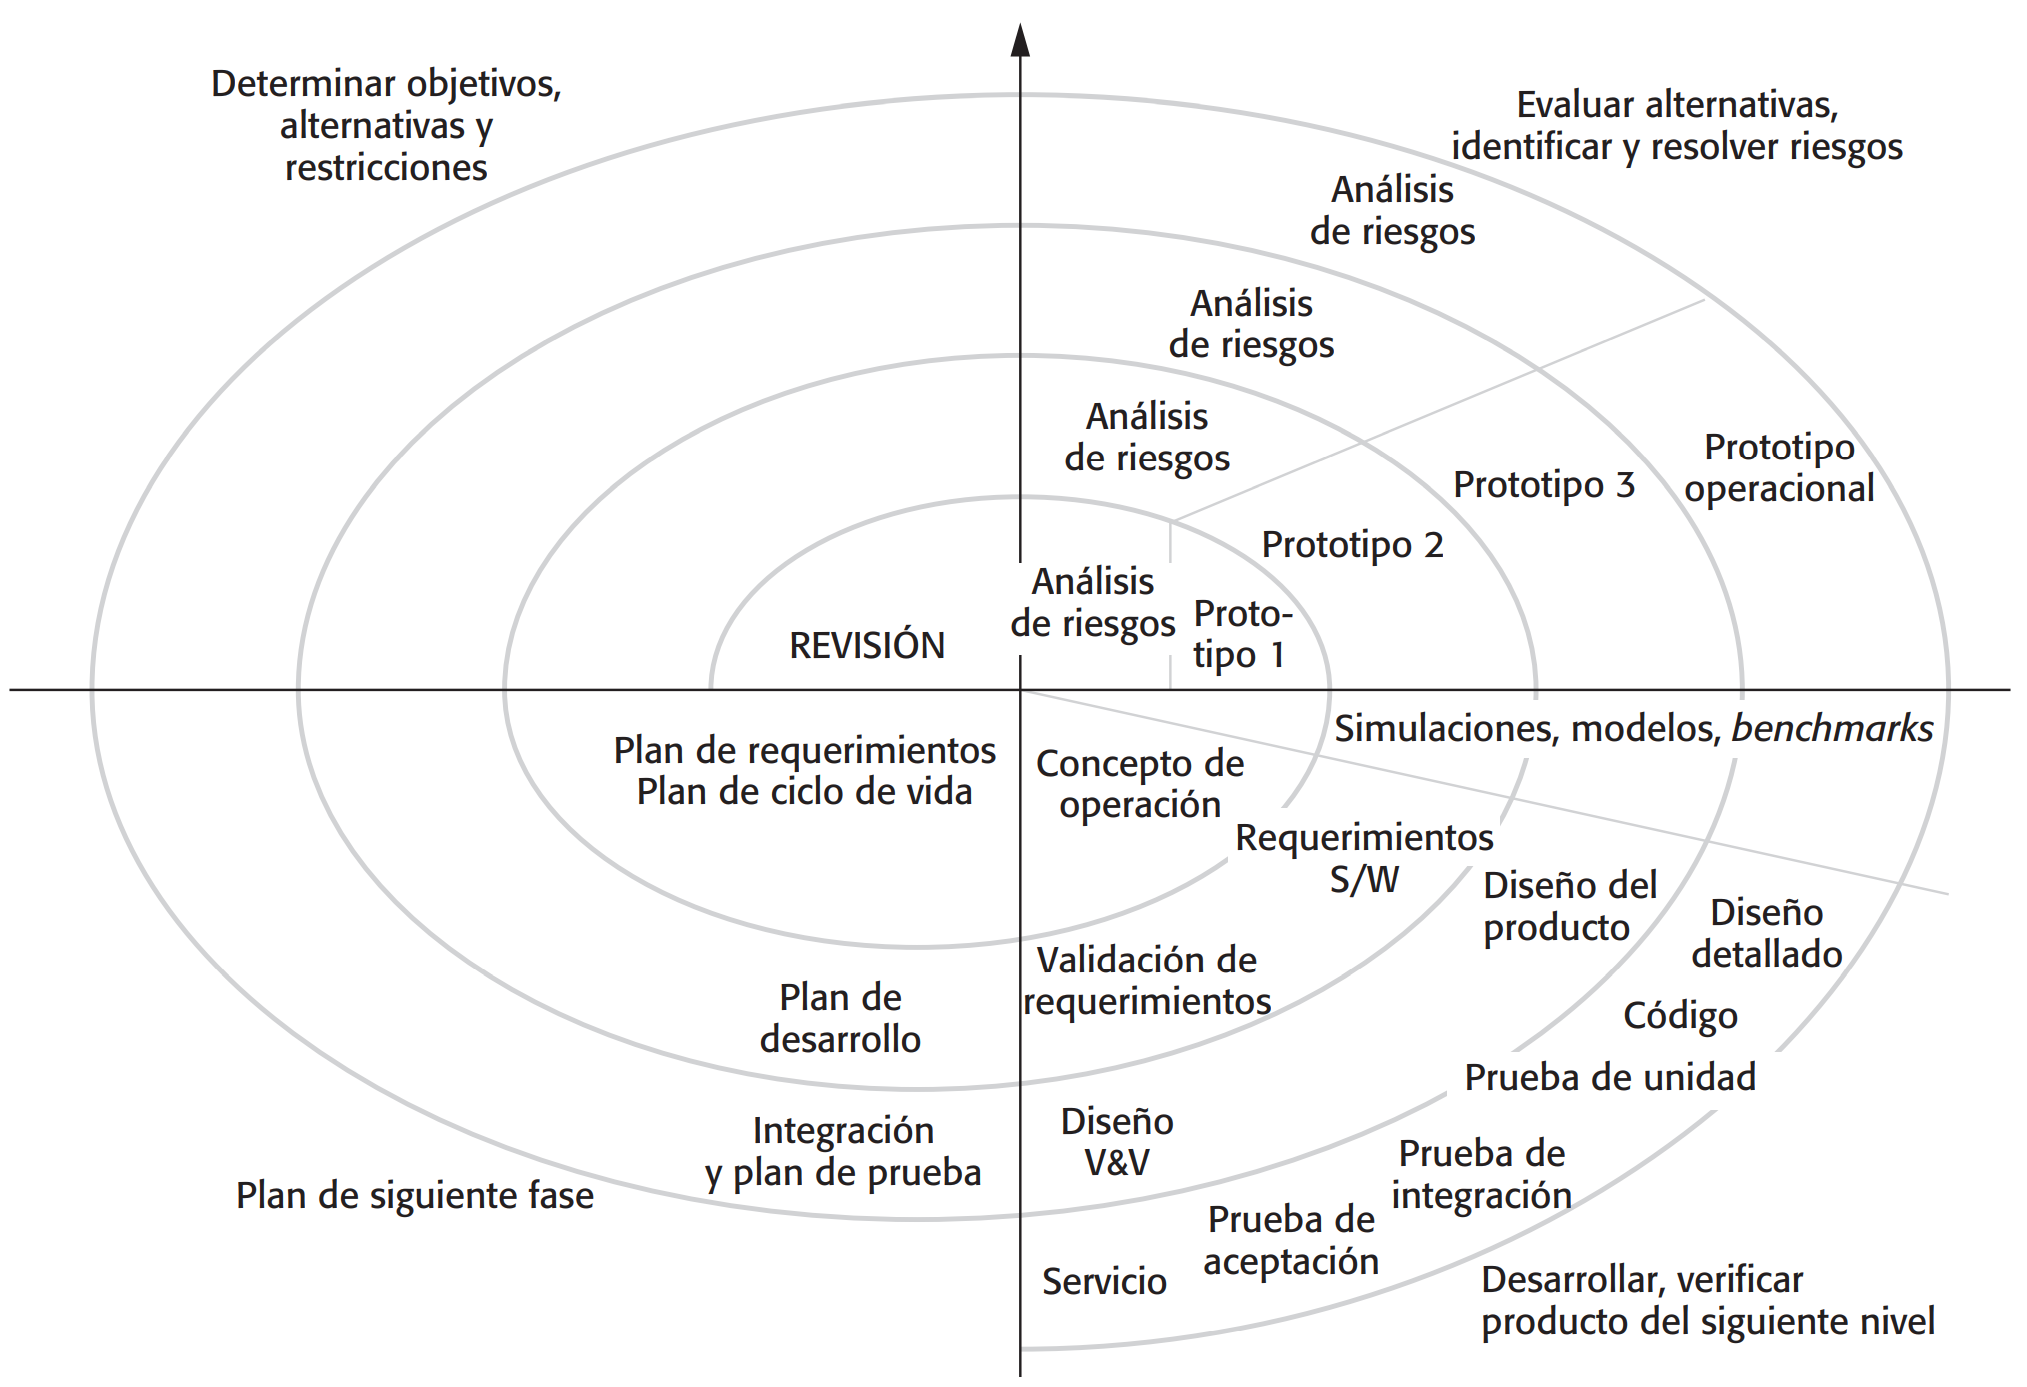 Determinar objetivos,
alternativas y
restricciones
Evaluar alternativas,
identificar y resolver riesgos
Análisis
de riesgos
Análisis
de riesgos
Análisis
de riesgos
Análisis
de riesgos
Proto-
tipo 1
Prototipo 2
Prototipo 3
Prototipo
operacional
REVISIÓN
Plan de requerimientos
Plan de ciclo de vida
Concepto de
operación
Simulaciones, modelos, benchmarks
Requerimientos
S/W
Diseño del
producto
Diseño
detallado
Plan de
desarrollo
Validación de
requerimientos
Código
Prueba de unidad
Integración
y plan de prueba
Diseño
V&V
Prueba de
integración
Plan de siguiente fase
Prueba de
aceptación
Servicio
Desarrollar, verificar
producto del siguiente nivel